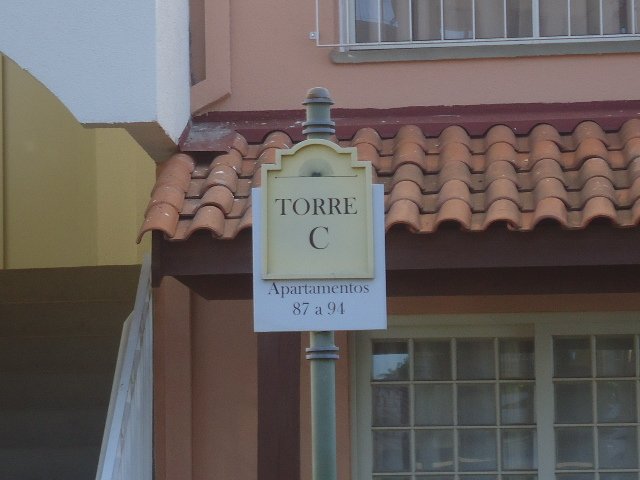 TORRE
C
Apartamentos
87 a 94